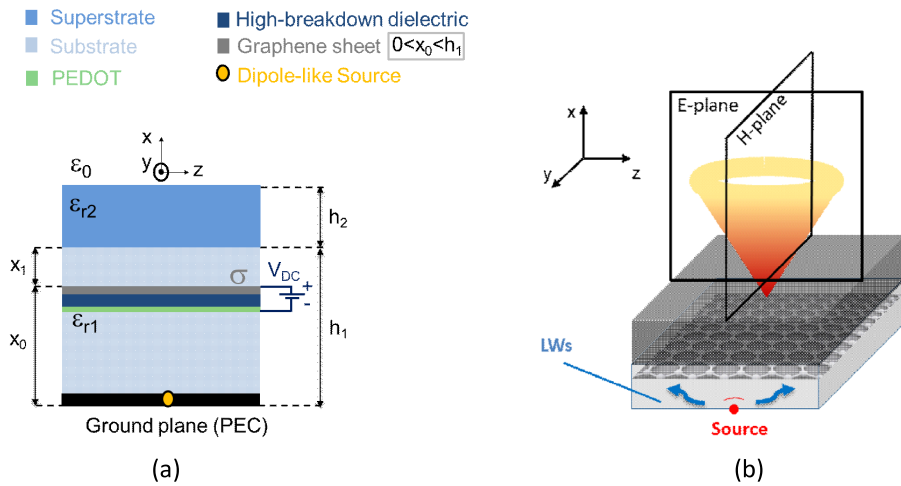 Superstrate
High-breakdown dielectric
Substrate
Graphene sheet 0<x₀<h₁
PEDOT
Dipole-like Source
x
y
z
ε₀
εr2
h₂
x₁
σ
VDC
+
-
εr1
x₀
h₁
Ground plane (PEC)
(a)
E-plane
H-plane
x
y
z
LWs
Source
(b)